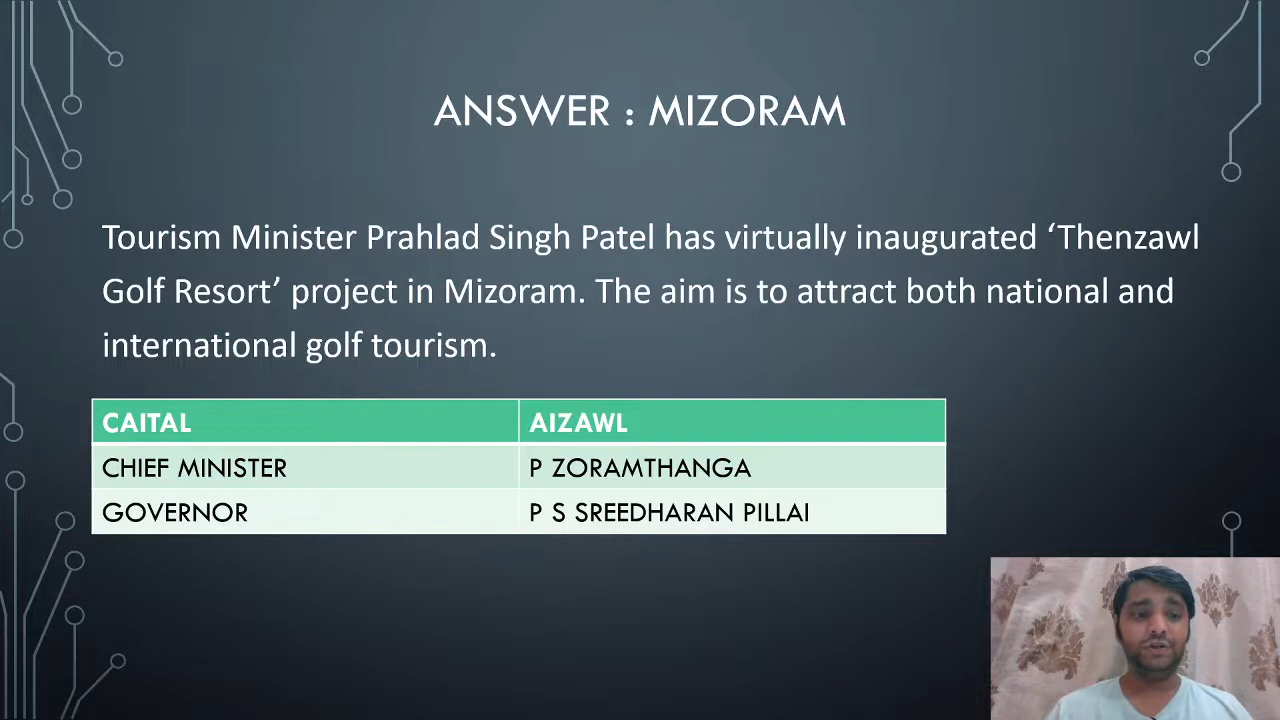 ANSWER : MIZORAM
Tourism Minister Prahlad Singh Patel has virtually inaugurated ‘Thenzawl
Golf Resort’ project in Mizoram. The aim is to attract both national and
international golf tourism.
CAITAL AIZAWL
CHIEF MINISTER P ZORAMTHANGA
GOVERNOR P S SREEDHARAN PILLAI